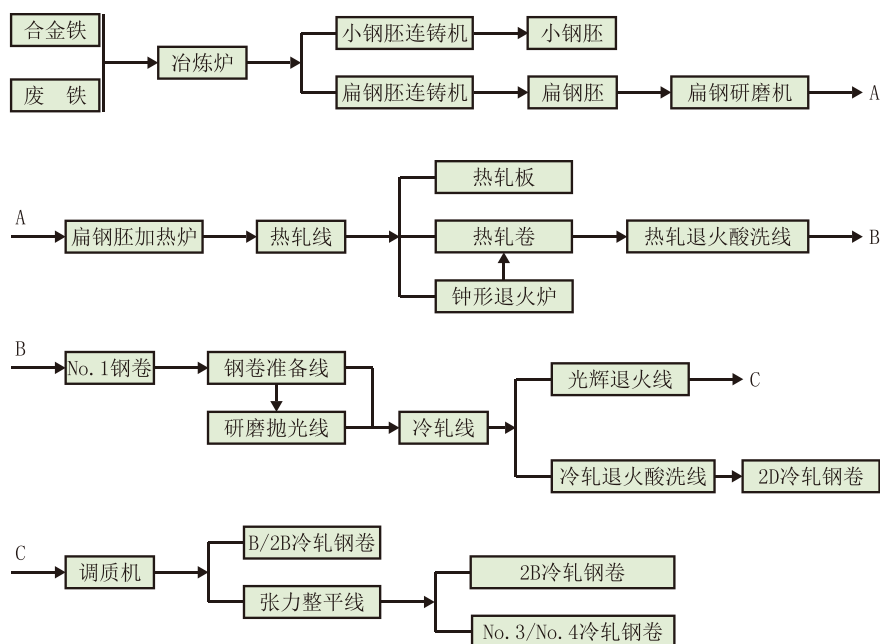 合金铁
废 铁
冶炼炉
小钢胚连铸机
小钢胚
扁钢胚连铸机
扁钢胚
扁钢研磨机
A
A
扁钢胚加热炉
热轧线
热轧板
热轧卷
钟形退火炉
热轧退火酸洗线
B
B
No.1钢卷
钢卷准备线
研磨抛光线
冷轧线
光辉退火线
C
冷轧退火酸洗线
2D冷轧钢卷
C
调质机
B/2B冷轧钢卷
张力整平线
2B冷轧钢卷
No.3/No.4冷轧钢卷